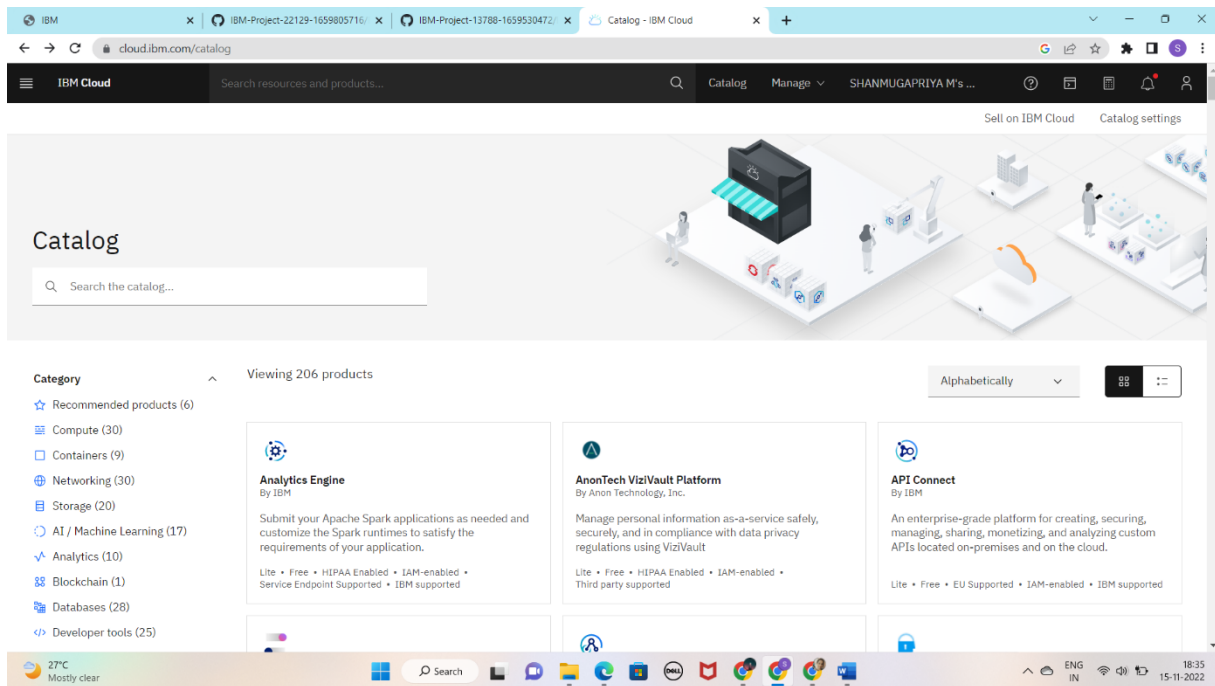 IBM
IBM-Project-22129-1659805716/
IBM-Project-13788-1659530472/
Catalog - IBM Cloud
cloud.ibm.com/catalog
G
S
IBM Cloud
Search resources and products...
Catalog
Manage
SHANMUGAPRIYA M's ...
Sell on IBM Cloud
Catalog settings
Catalog
Search the catalog...
Category
Recommended products (6)
Compute (30)
Containers (9)
Networking (30)
Storage (20)
AI / Machine Learning (17)
Analytics (10)
Blockchain (1)
Databases (28)
Developer tools (25)
Viewing 206 products
Alphabetically
Analytics Engine
By IBM
Submit your Apache Spark applications as needed and
customize the Spark runtimes to satisfy the
requirements of your application.
Lite • Free • HIPAA Enabled • IAM-enabled •
Service Endpoint Supported • IBM supported
AnonTech ViziVault Platform
By Anon Technology, Inc.
Manage personal information as-a-service safely,
securely, and in compliance with data privacy
regulations using ViziVault
Lite • Free • HIPAA Enabled • IAM-enabled •
Third party supported
API Connect
By IBM
An enterprise-grade platform for creating, securing,
managing, sharing, monetizing, and analyzing custom
APIs located on-premises and on the cloud.
Lite • Free • EU Supported • IAM-enabled • IBM supported
27°C
Mostly clear
Search
DELL
ENG
IN
18:35
15-11-2022